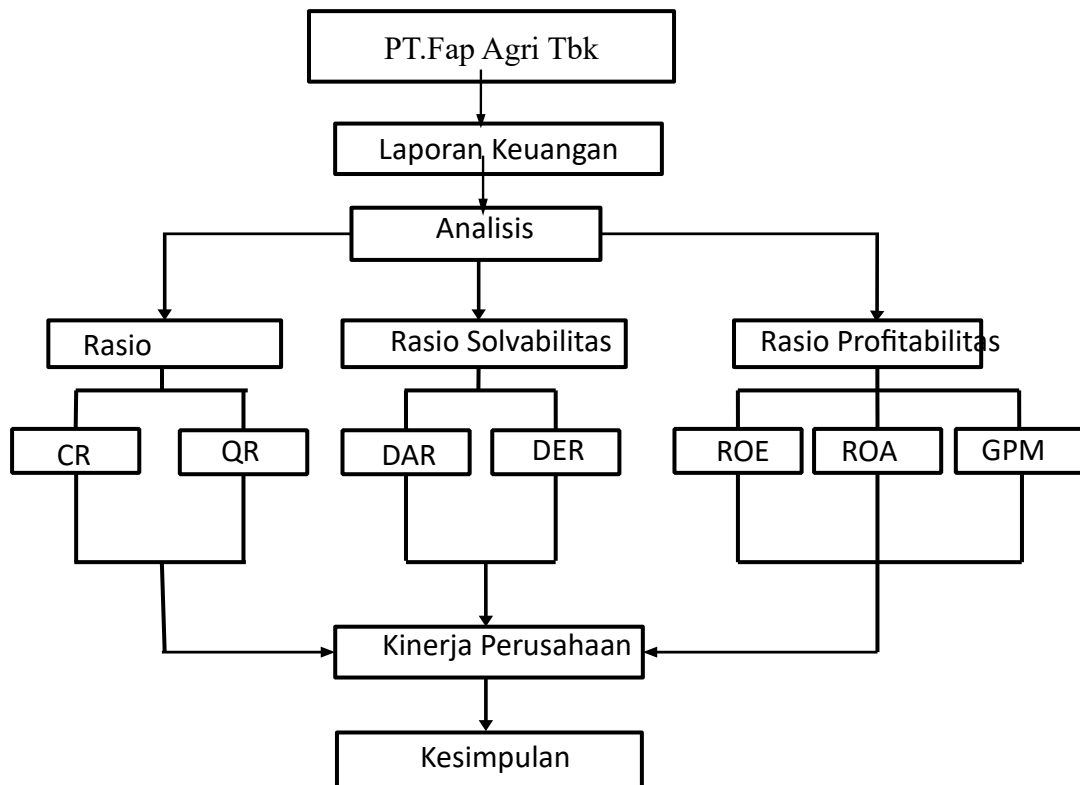 PT.Fap Agri Tbk
Laporan Keuangan
Analisis
Rasio
Rasio Solvabilitas
Rasio Profitabilitas
CR
QR
DAR
DER
ROE
ROA
GPM
Kinerja Perusahaan
Kesimpulan